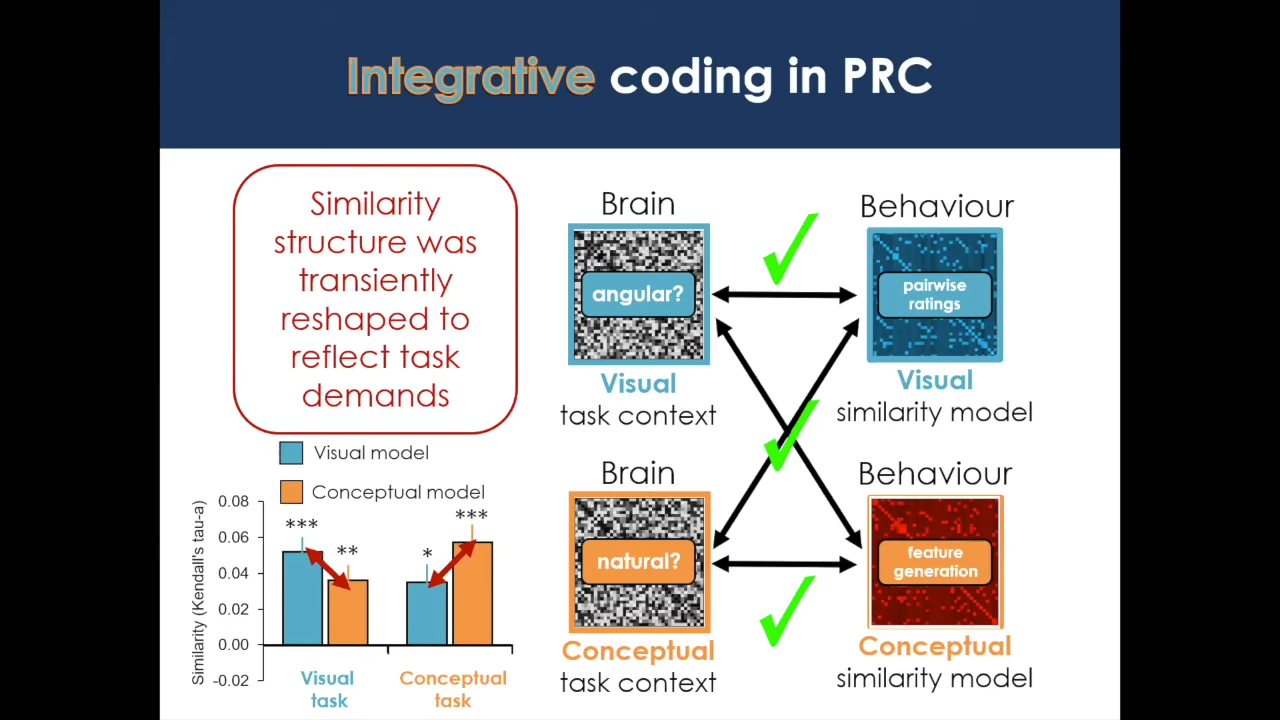 Integrative coding in PRC
Similarity
structure was
transiently
reshaped to
reflect task
demands
Brain
angular?
Visual
task context
Behaviour
pairwise
ratings
Visual
similarity model
Brain
natural?
Conceptual
task context
Behaviour
feature
generation
Conceptual
similarity model
Visual model
Conceptual model
Similarity (Kendall's tau-a)
0.08
0.06
0.04
0.02
0.00
-0.02
***
**
*
***
Visual
task
Conceptual
task